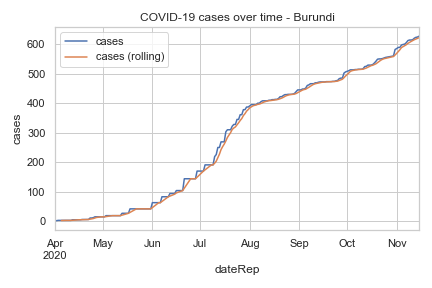 COVID-19 cases over time - Burundi
cases
cases (rolling)
600
500
400
300
200
100
0
cases
Apr
2020
May
Jun
Jul
Aug
Sep
Oct
Nov
dateRep